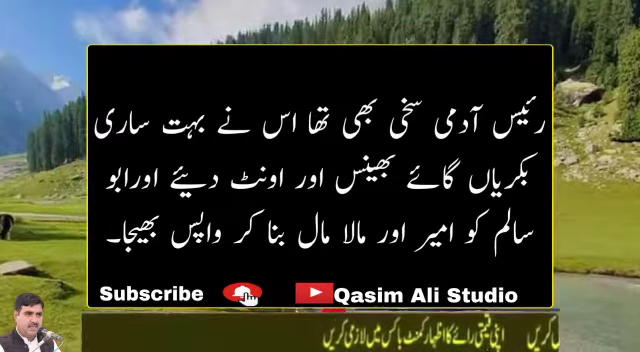 رئیس آدمی سخی بھی تھا اس نے بہت ساری
بکریاں گائے بھینس اور اونٹ دیئے اورابو
سالم کو امیر اور مالا مال بنا کر واپس بھیجا۔
Subscribe Qasim Ali Studio
کریں اپنی قیمتی رائے کا اظہار کمنٹ باکس میں لازمی کریں